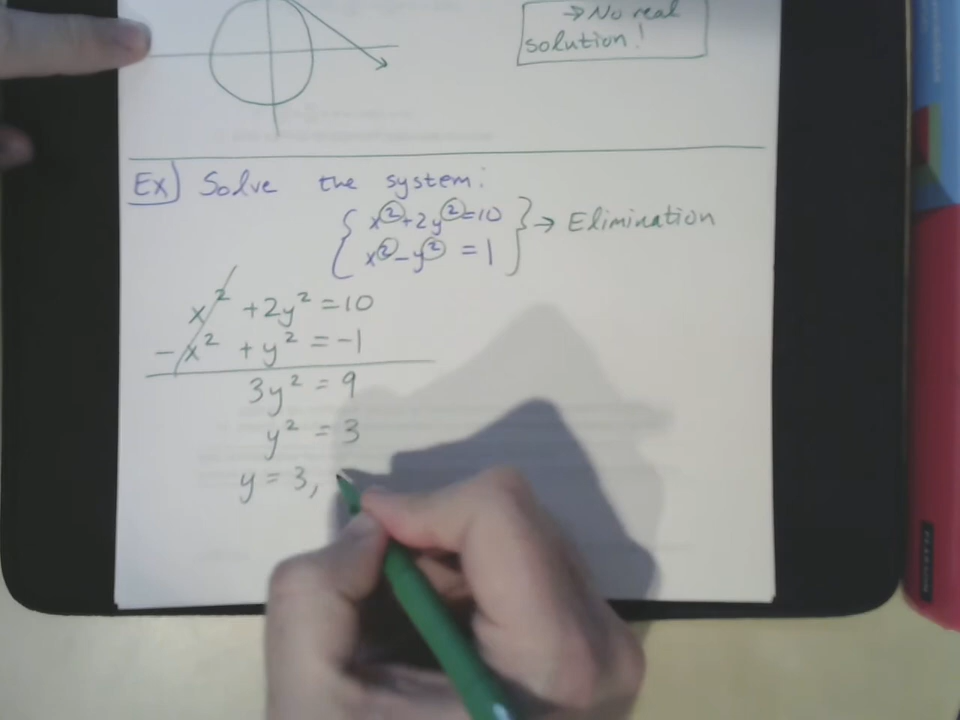 → No real
solution!
Ex) Solve the system:
x²+2y²=10 → Elimination
x²-y² = 1
x² +2y² = 10
-x² + y² = -1
3y² = 9
y² = 3
y = 3,